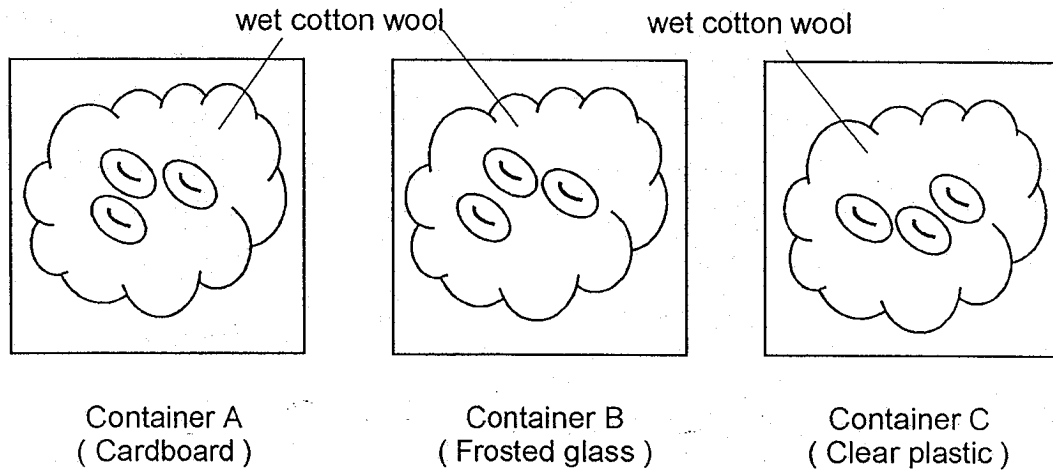 wet cotton wool
wet cotton wool
Container A
( Cardboard )
Container B
( Frosted glass )
Container C
( Clear plastic )